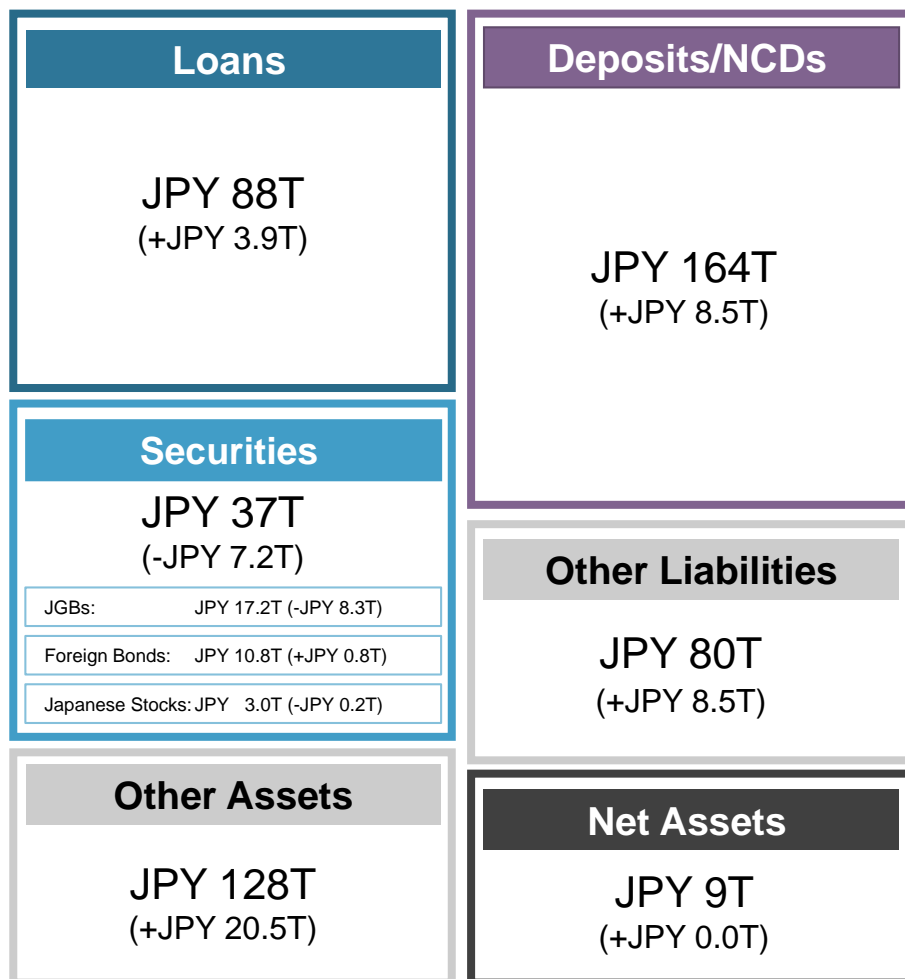 Loans
JPY 88T
(+JPY 3.9T)
Securities
JPY 37T
(-JPY 7.2T)
JGBs: JPY 17.2T (-JPY 8.3T)
Foreign Bonds: JPY 10.8T (+JPY 0.8T)
Japanese Stocks: JPY 3.0T (-JPY 0.2T)
Other Assets
JPY 128T
(+JPY 20.5T)
Deposits/NCDs
JPY 164T
(+JPY 8.5T)
Other Liabilities
JPY 80T
(+JPY 8.5T)
Net Assets
JPY 9T
(+JPY 0.0T)